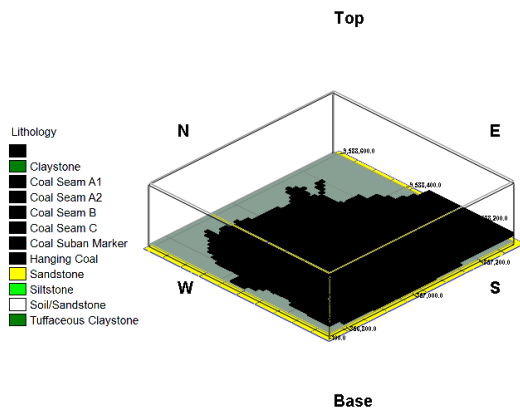 Top
N
E
Lithology
Claystone
Coal Seam A1
Coal Seam A2
Coal Seam B
Coal Seam C
Coal Suban Marker
Hanging Coal
Sandstone
Siltstone
Soil/Sandstone
Tuffaceous Claystone
W
S
Base